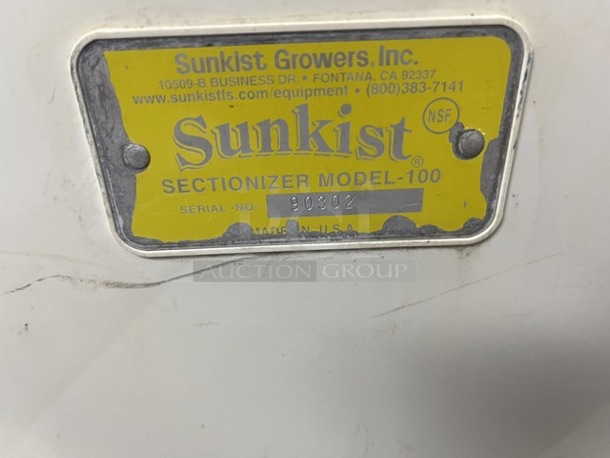 Sunkist Growers, Inc.
10509-B BUSINESS DR. • FONTANA, CA 92337
www.sunkistfs.com/equipment • (800)383-7141
NSF
Sunkist®
SECTIONIZER MODEL-100
SERIAL -NO- 90302
MADE IN U.S.A.
AUCTION GROUP